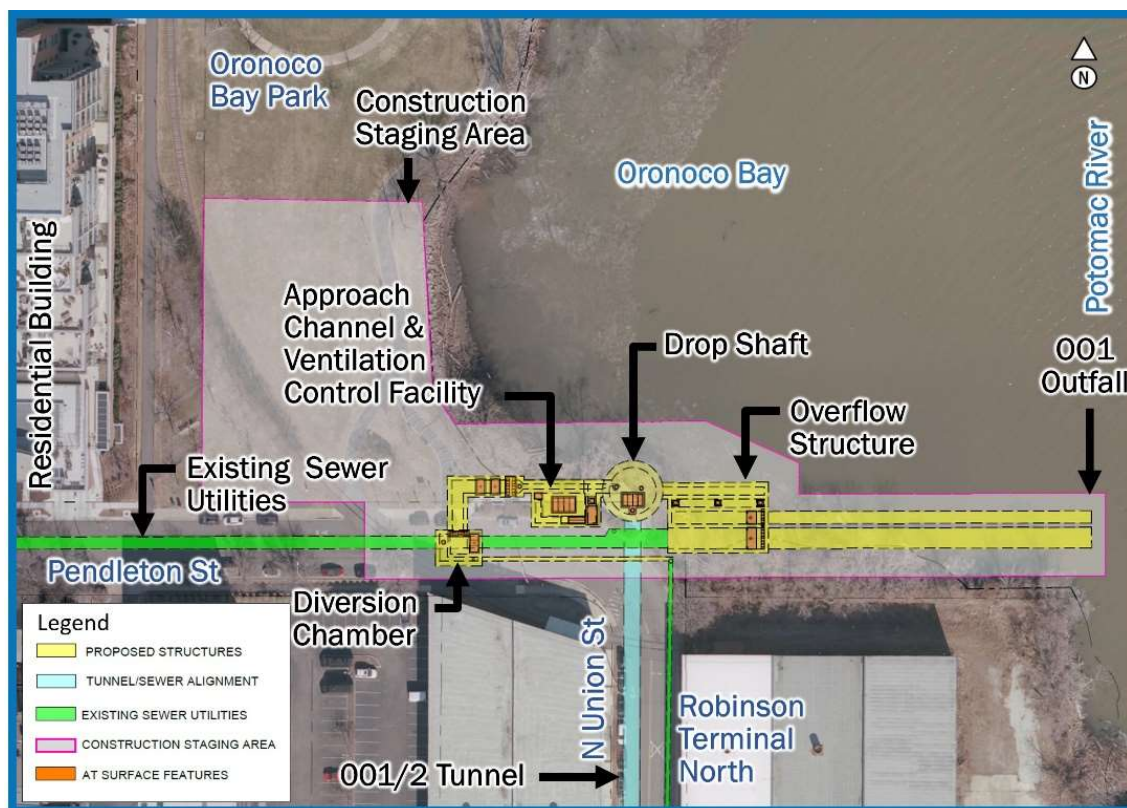 Oronoco
Bay Park
Construction
Staging Area
N
Oronoco Bay
Potomac River
Residential Building
Approach
Channel &
Ventilation
Control Facility
Drop Shaft
001
Outfall
Overflow
Structure
Existing Sewer
Utilities
Pendleton St
Diversion
Chamber
N Union St
Robinson
Terminal
North
001/2 Tunnel
Legend
PROPOSED STRUCTURES
TUNNEL/SEWER ALIGNMENT
EXISTING SEWER UTILITIES
CONSTRUCTION STAGING AREA
AT SURFACE FEATURES